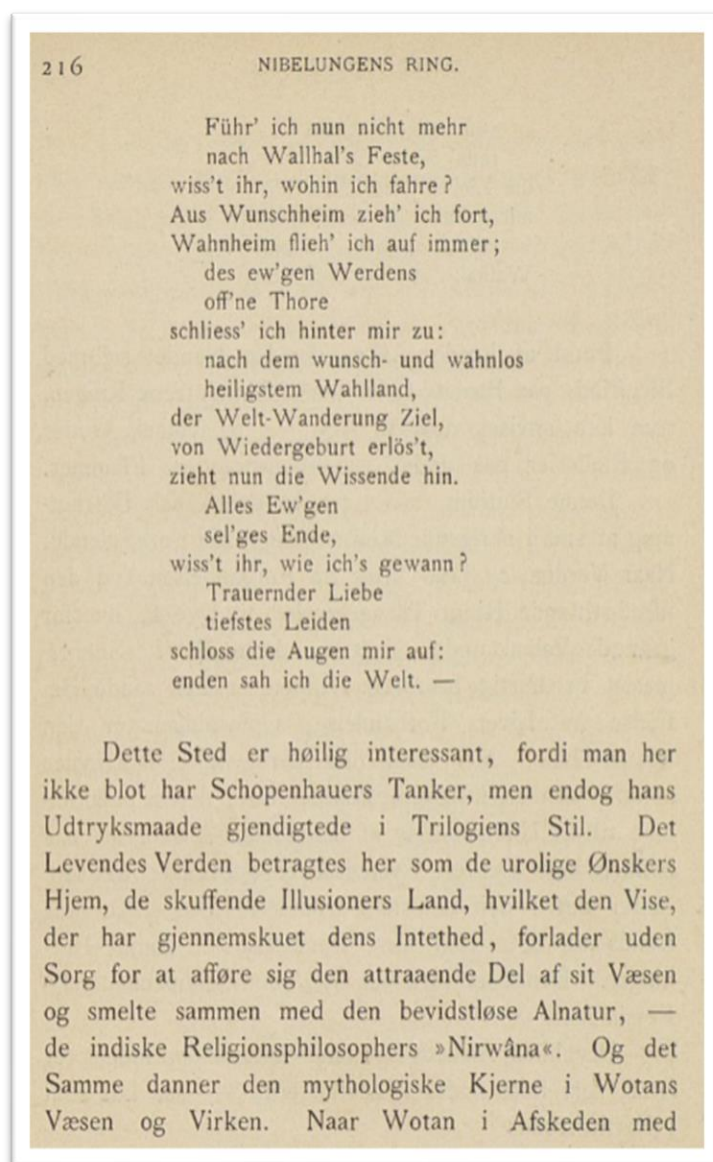 216 NIBELUNGENS RING.
Führ' ich nun nicht mehr
nach Wallhal's Feste,
wiss't ihr, wohin ich fahre?
Aus Wunschheim zieh' ich fort,
Wahnheim flieh' ich auf immer;
des ew'gen Werdens
off'ne Thore
schliess' ich hinter mir zu:
nach dem wunsch- und wahnlos
heiligstem Wahlland,
der Welt-Wanderung Ziel,
von Wiedergeburt erlös't,
zieht nun die Wissende hin.
Alles Ew'gen
sel'ges Ende,
wiss't ihr, wie ich's gewann?
Trauernder Liebe
tiefstes Leiden
schloss die Augen mir auf:
enden sah ich die Welt. —
Dette Sted er høilig interessant, fordi man her
ikke blot har Schopenhauers Tanker, men endog hans
Udtryksmaade gjendigtede i Trilogiens Stil. Det
Levendes Verden betragtes her som de urolige Ønskers
Hjem, de skuffende Illusioners Land, hvilket den Vise,
der har gjennemskuet dens Intethed, forlader uden
Sorg for at afføre sig den attraaende Del af sit Væsen
og smelte sammen med den bevidstløse Alnatur, —
de indiske Religionsphilosophers »Nirwâna«. Og det
Samme danner den mythologiske Kjerne i Wotans
Væsen og Virken. Naar Wotan i Afskeden med